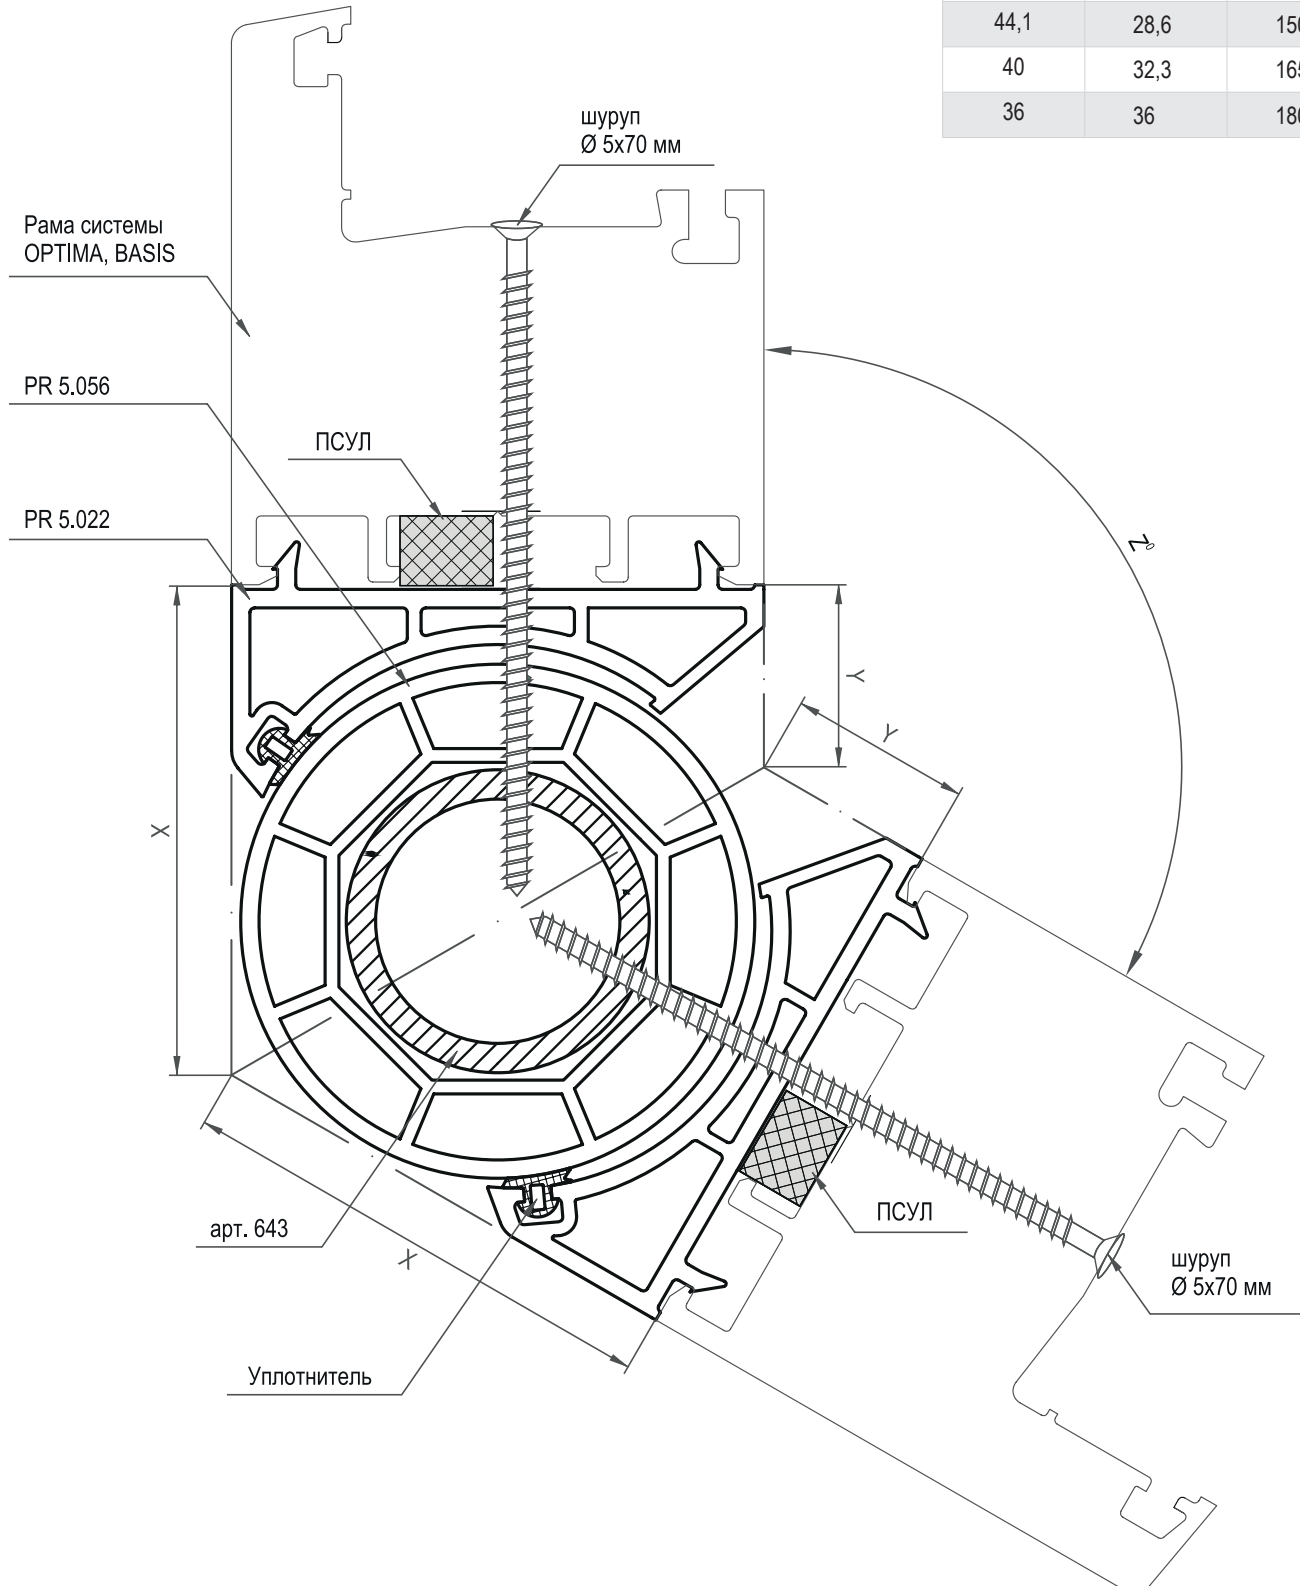 44,1 28,6
40 32,3
36 36
шуруп
Ø 5x70 мм
Рама системы
OPTIMA, BASIS
PR 5.056
ПСУЛ
PR 5.022
Z⁰
Y
Y
X
арт. 643
X
ПСУЛ
шуруп
Ø 5x70 мм
Уплотнитель